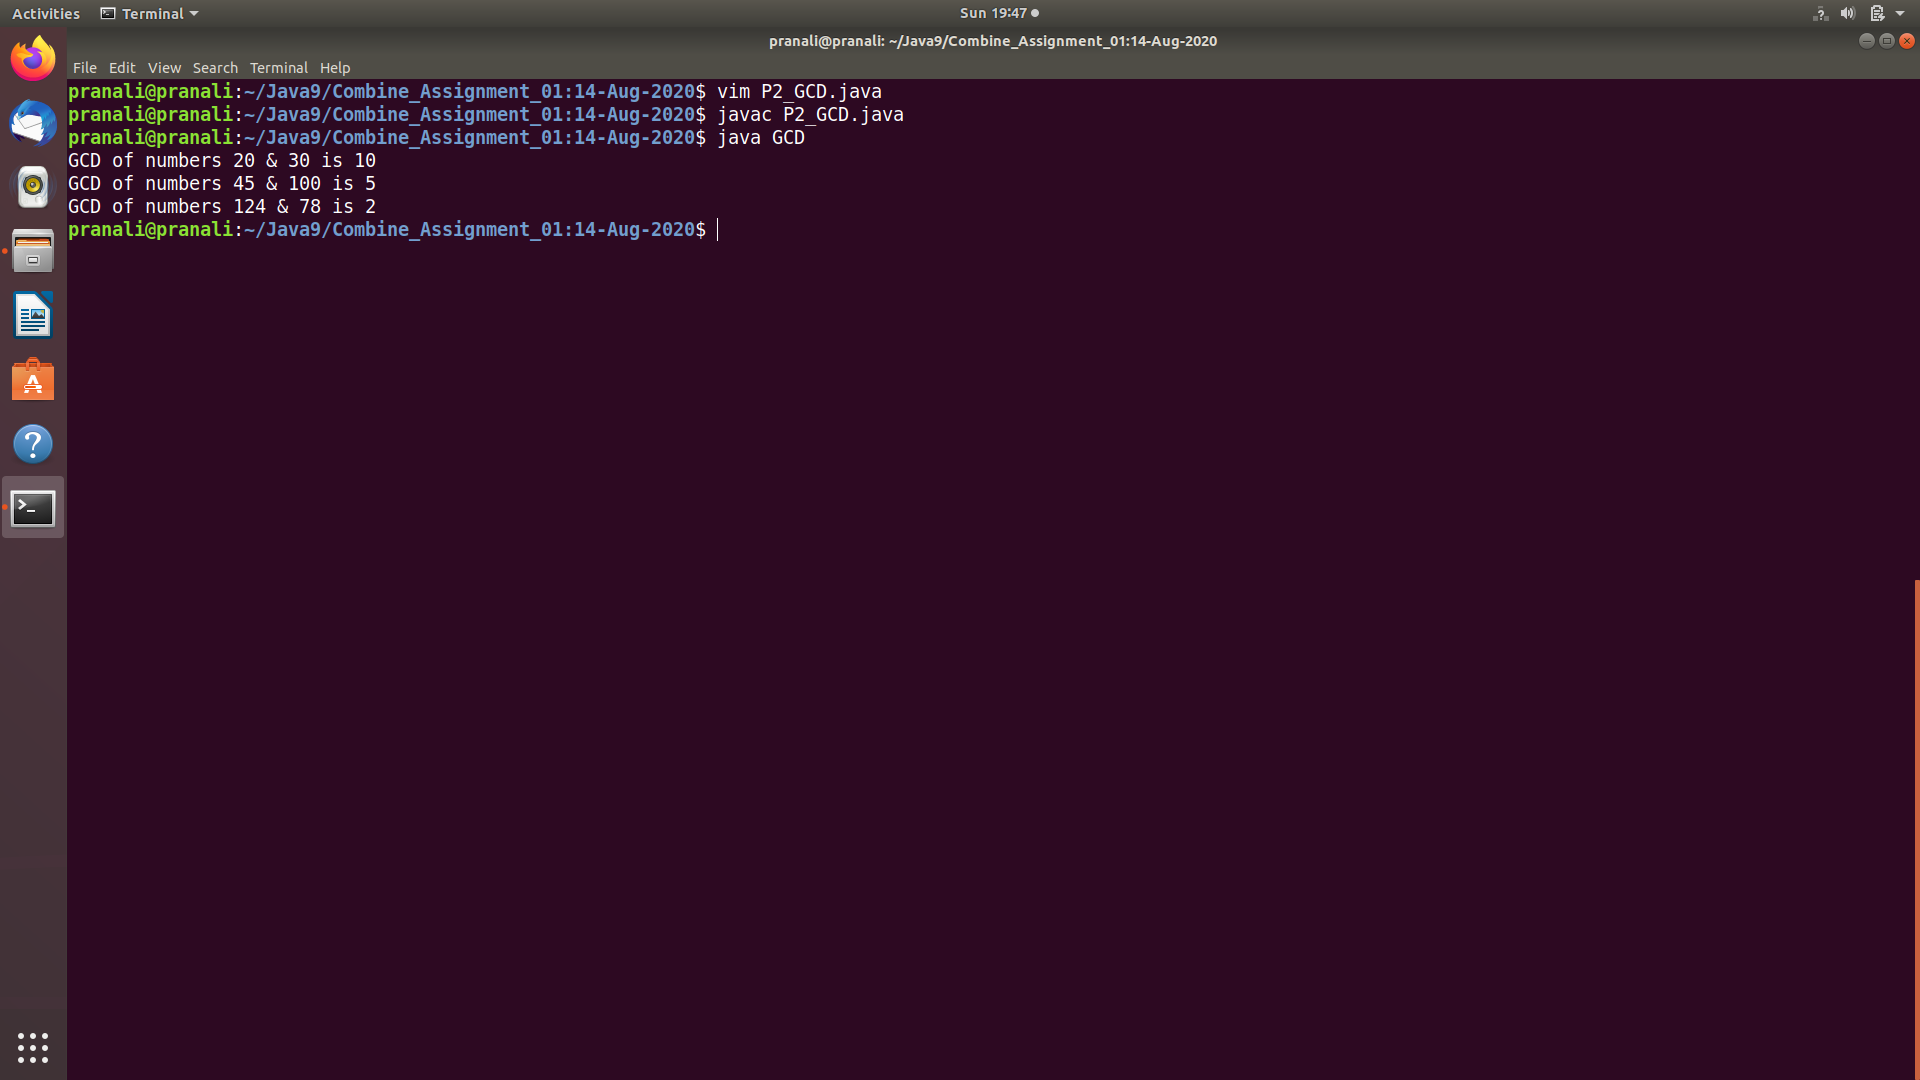 Activities Terminal Sun 19:47
pranali@pranali: ~/Java9/Combine_Assignment_01:14-Aug-2020
File Edit View Search Terminal Help
pranali@pranali:~/Java9/Combine_Assignment_01:14-Aug-2020$ vim P2_GCD.java
pranali@pranali:~/Java9/Combine_Assignment_01:14-Aug-2020$ javac P2_GCD.java
pranali@pranali:~/Java9/Combine_Assignment_01:14-Aug-2020$ java GCD
GCD of numbers 20 & 30 is 10
GCD of numbers 45 & 100 is 5
GCD of numbers 124 & 78 is 2
pranali@pranali:~/Java9/Combine_Assignment_01:14-Aug-2020$